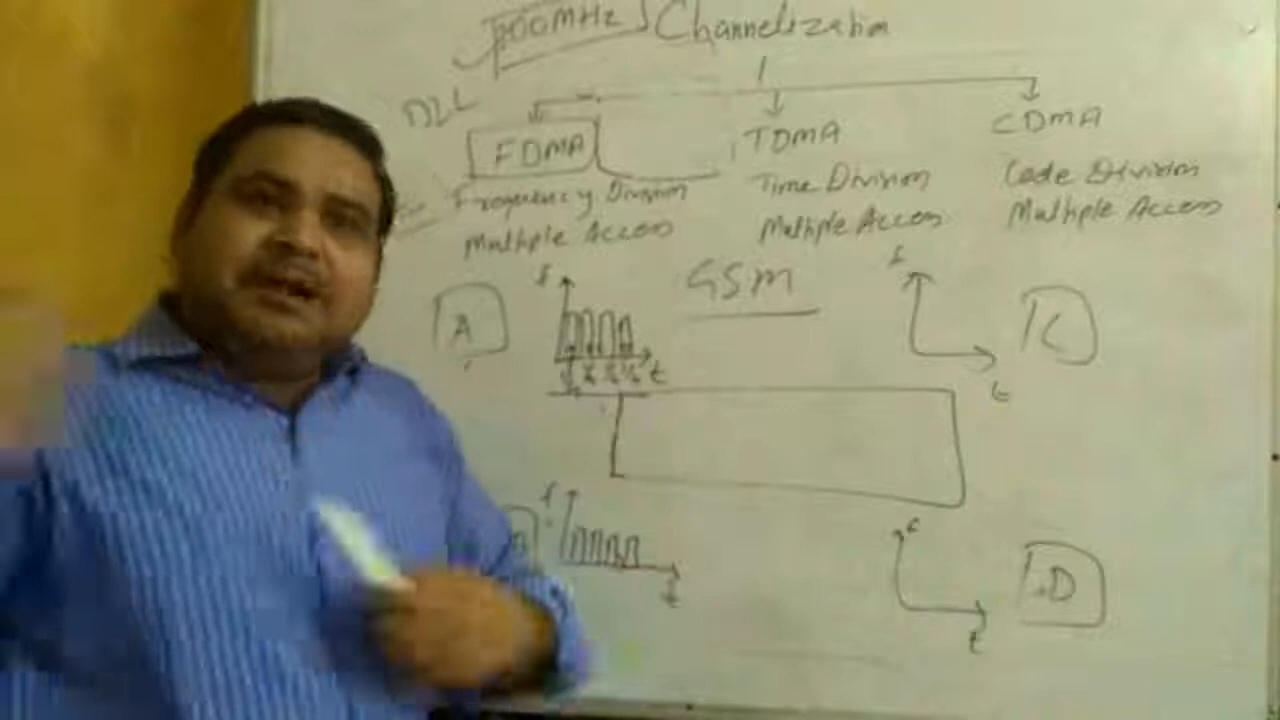 900MHz Channelization
DLL
FDMA
TDMA
CDMA
Frequency Division
Multiple Access
Time Division
Multiple Access
Code Division
Multiple Access
GSM
A
f
t
f
t
C
f
t
f
t
D